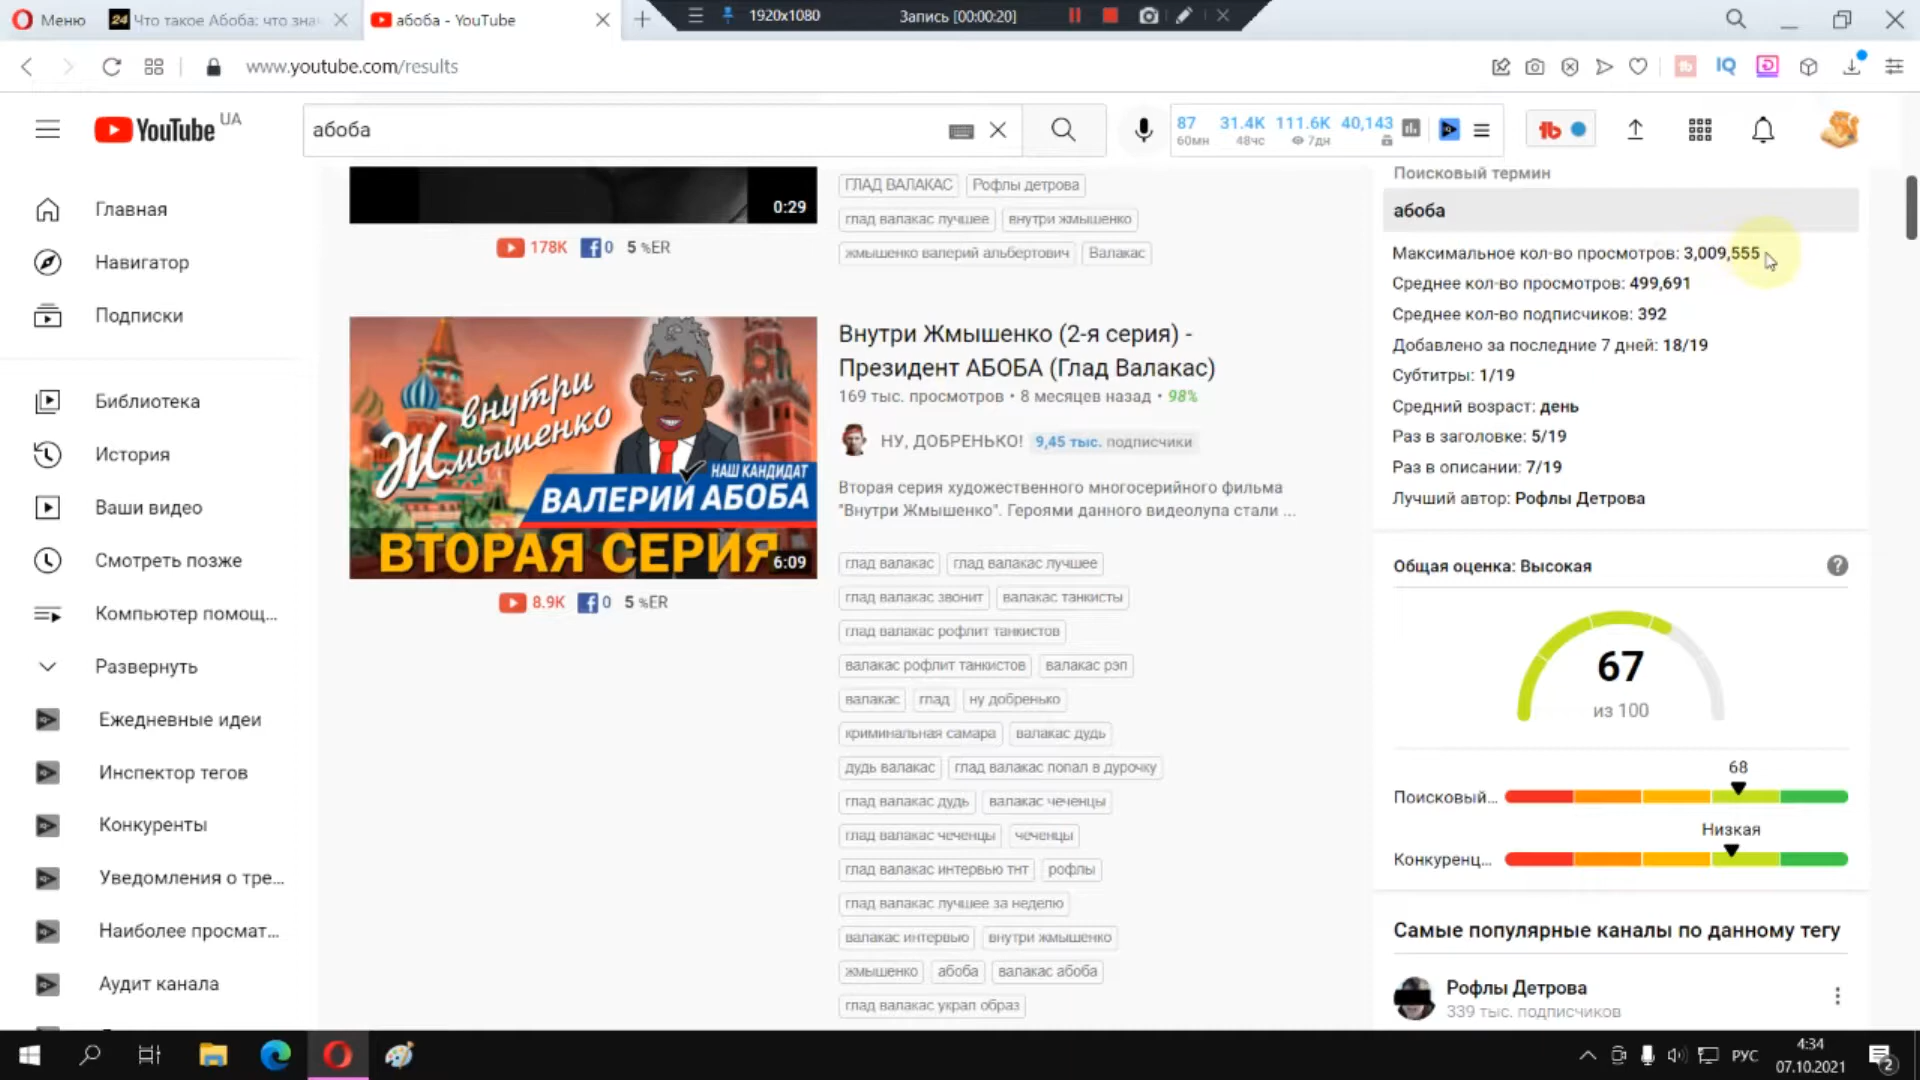 Меню
24 Что такое Абоба: что знач
абоба - YouTube
1920x1080
Запись [00:00:20]
www.youtube.com/results
IQ
YouTube UA
абоба
87 31.4K 111.6K 40,143
60мн 48чс 7дн
Главная
Навигатор
Подписки
Библиотека
История
Ваши видео
Смотреть позже
Компьютер помощ...
Развернуть
Ежедневные идеи
Инспектор тегов
Конкуренты
Уведомления о тре...
Наиболее просмат...
Аудит канала
0:29
178K 0 5 %ER
ГЛАД ВАЛАКАС Рофлы детрова
глад валакас лучшее внутри жмышенко
жмышенко валерий альбертович Валакас
внутри
Жмышенко
НАШ КАНДИДАТ
ВАЛЕРИЙ АБОБА
ВТОРАЯ СЕРИЯ
6:09
8.9K 0 5 %ER
Внутри Жмышенко (2-я серия) -
Президент АБОБА (Глад Валакас)
169 тыс. просмотров • 8 месяцев назад • 98%
НУ, ДОБРЕНЬКО! 9,45 тыс. подписчики
Вторая серия художественного многосерийного фильма
"Внутри Жмышенко". Героями данного видеолупа стали ...
глад валакас глад валакас лучшее
глад валакас звонит валакас танкисты
глад валакас рофлит танкистов
валакас рофлит танкистов валакас рэп
валакас глад ну добренько
криминальная самара валакас дудь
дудь валакас глад валакас попал в дурочку
глад валакас дудь валакас чеченцы
глад валакас чеченцы чеченцы
глад валакас интервью тнт рофлы
глад валакас лучшее за неделю
валакас интервью внутри жмышенко
жмышенко абоба валакас абоба
глад валакас украл образ
Поисковый термин
абоба
Максимальное кол-во просмотров: 3,009,555
Среднее кол-во просмотров: 499,691
Среднее кол-во подписчиков: 392
Добавлено за последние 7 дней: 18/19
Субтитры: 1/19
Средний возраст: день
Раз в заголовке: 5/19
Раз в описании: 7/19
Лучший автор: Рофлы Детрова
Общая оценка: Высокая
67
из 100
68
Поисковый...
Низкая
Конкуренц...
Самые популярные каналы по данному тегу
Рофлы Детрова
339 тыс. подписчиков
РУС
4:34
07.10.2021
2